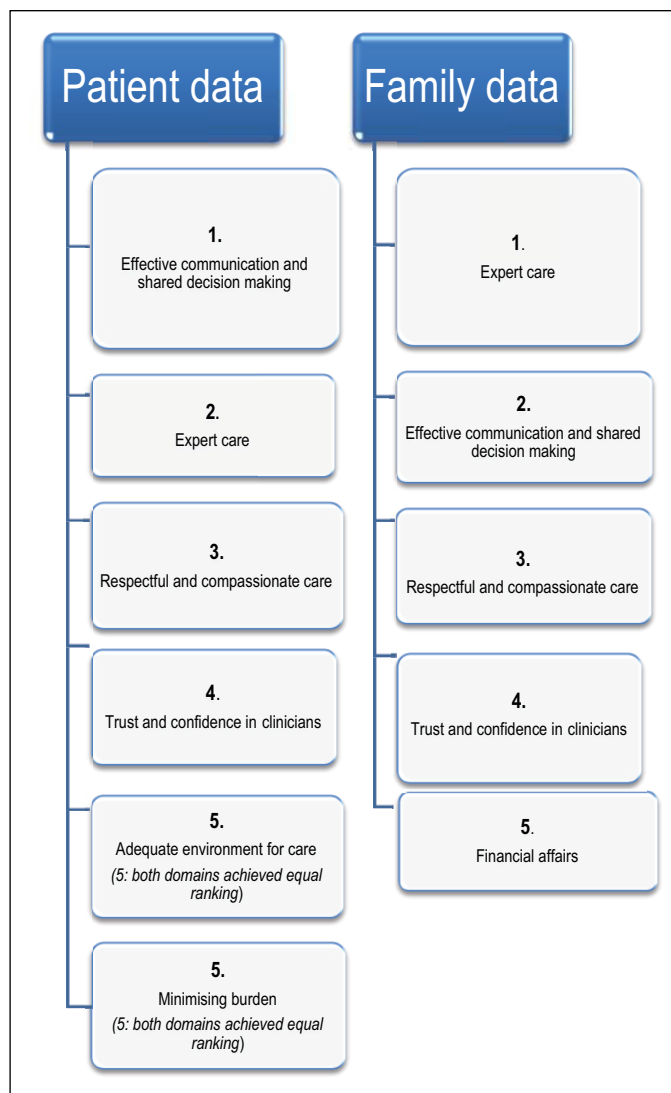 Patient data
1.
Effective communication and
shared decision making
2.
Expert care
3.
Respectful and compassionate care
4.
Trust and confidence in clinicians
5.
Adequate environment for care
(5: both domains achieved equal
ranking)
5.
Minimising burden
(5: both domains achieved equal
ranking)
Family data
1.
Expert care
2.
Effective communication and shared
decision making
3.
Respectful and compassionate care
4.
Trust and confidence in clinicians
5.
Financial affairs